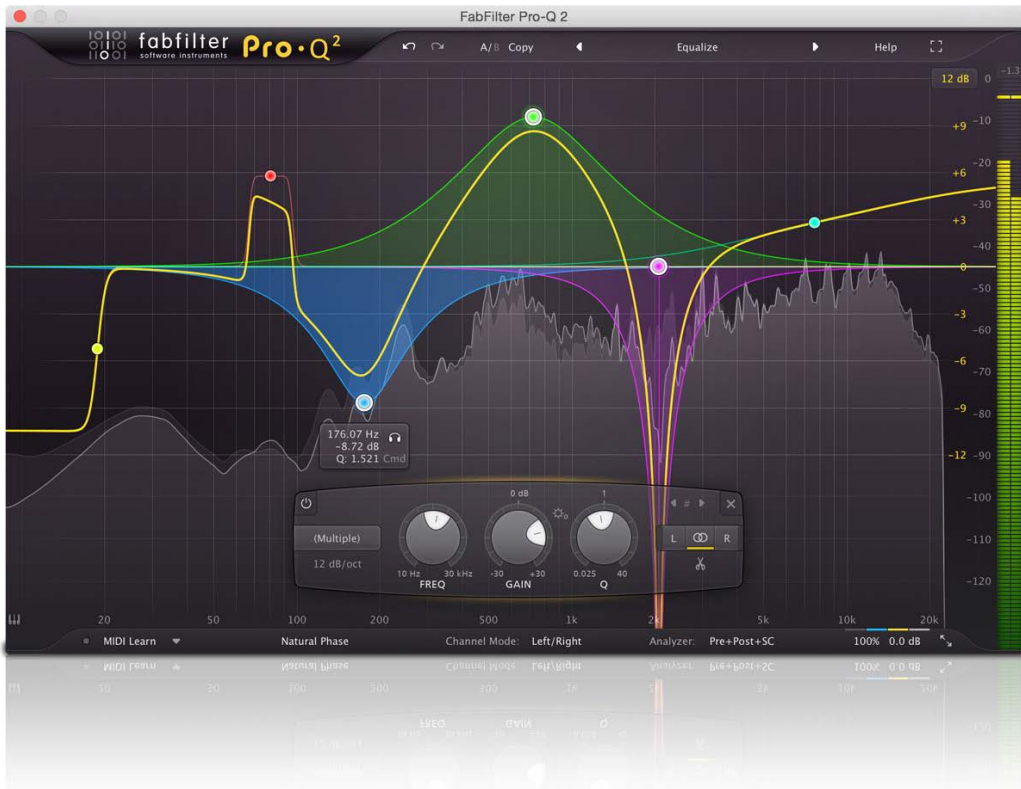 FabFilter Pro-Q 2
fabfilter
software instruments
Pro·Q²
A/B Copy
Equalize
Help
12 dB
0
-1.3
+9
-10
+6
-20
+3
-30
-40
0
-50
-3
-60
-6
-70
-9
-80
-12
-90
-100
-110
-120
176.07 Hz
-8.72 dB
Q: 1.521 Cmd
0 dB
1
#
(Multiple)
12 dB/oct
L
R
10 Hz 30 kHz
FREQ
-30 +30
GAIN
0.025 40
Q
20 50 100 200 500 1k 2k 5k 10k 20k
MIDI Learn
Natural Phase
Channel Mode: Left/Right
Analyzer: Pre+Post+SC
100% 0.0 dB